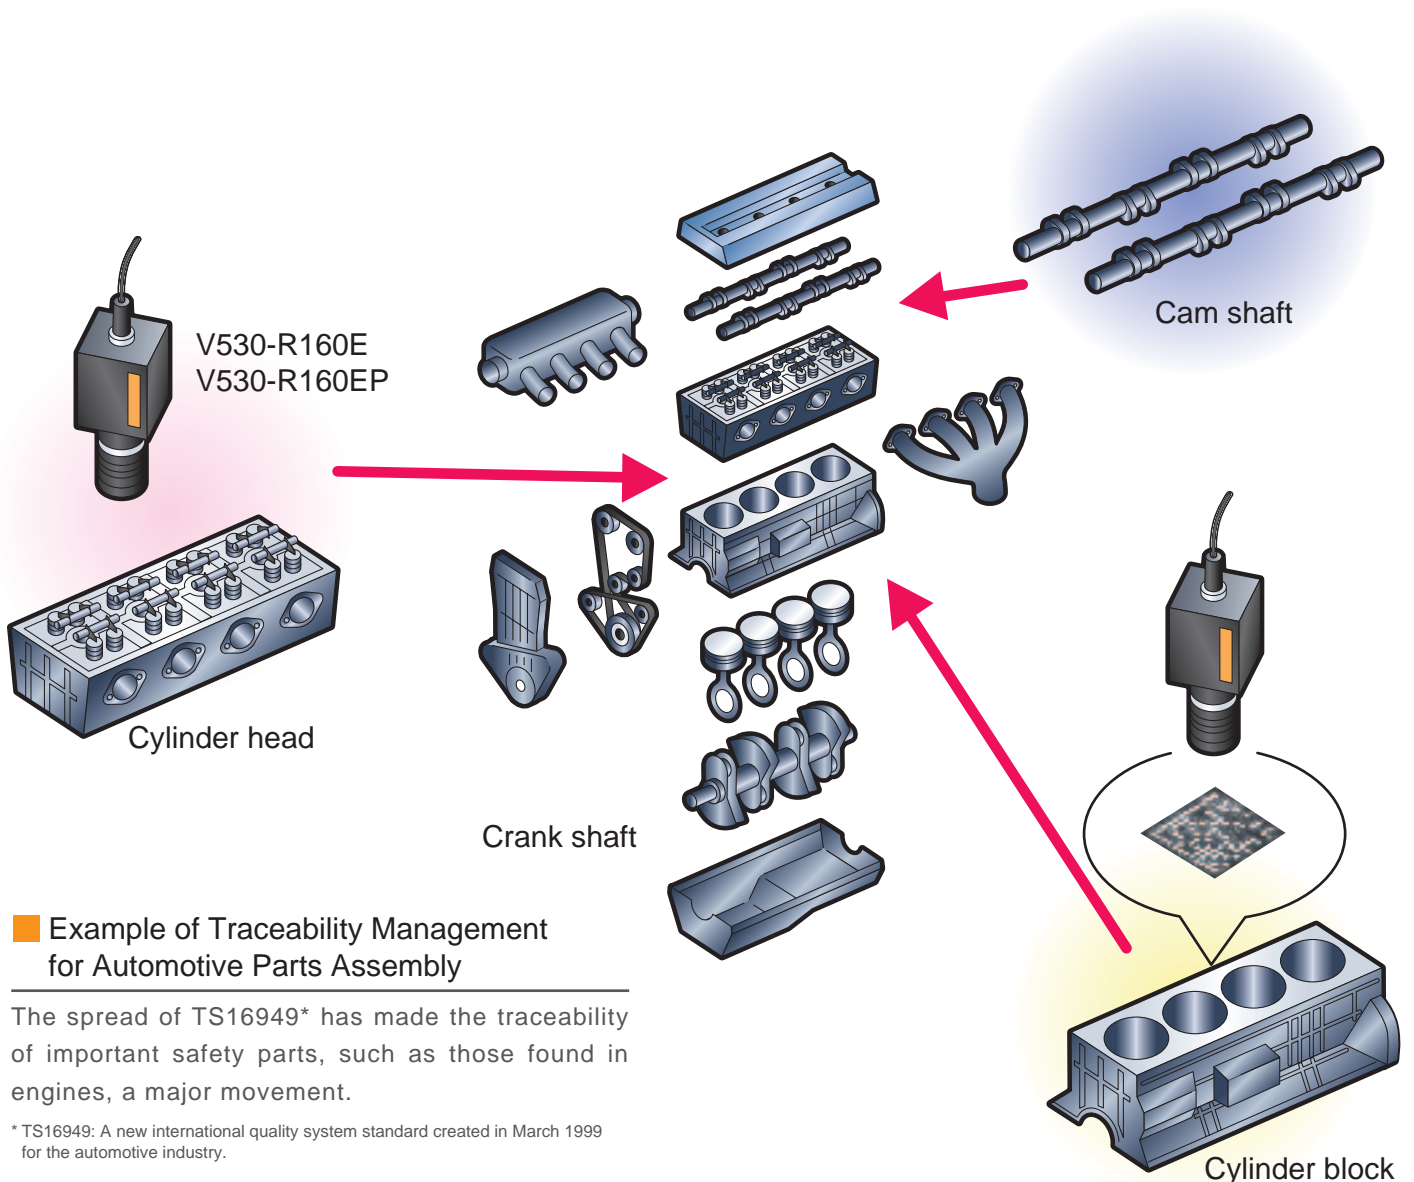 V530-R160E
V530-R160EP
Cam shaft
Cylinder head
Crank shaft
Example of Traceability Management
for Automotive Parts Assembly
The spread of TS16949* has made the traceability
of important safety parts, such as those found in
engines, a major movement.
* TS16949: A new international quality system standard created in March 1999
for the automotive industry.
Cylinder block